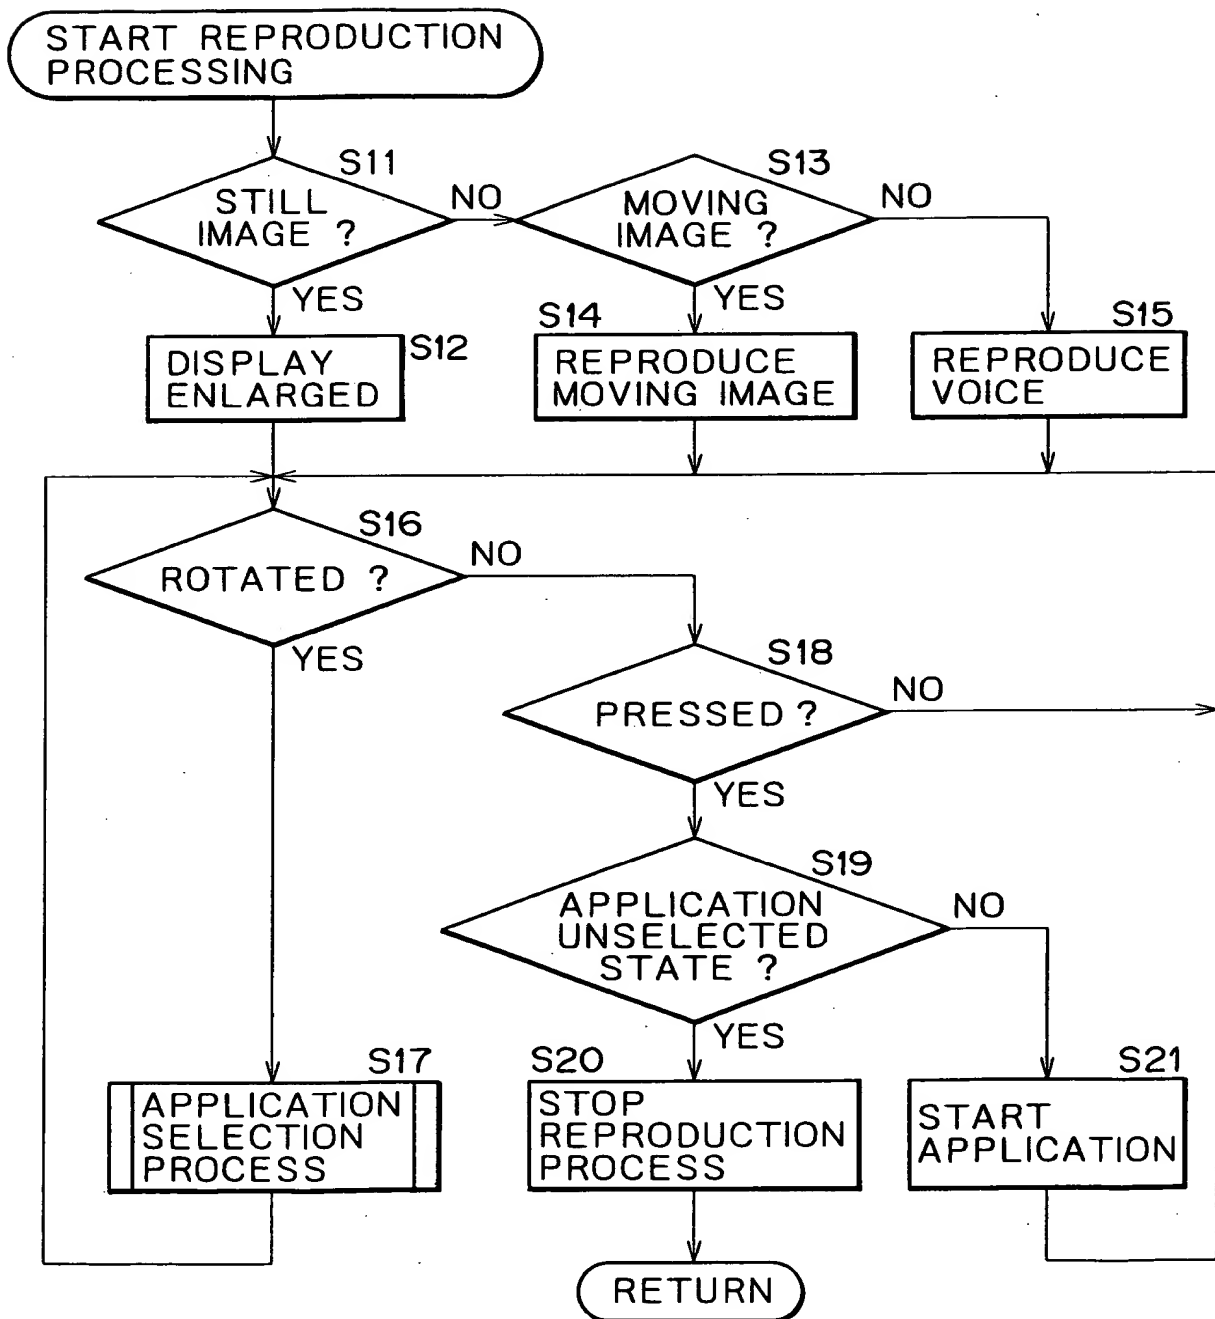 START REPRODUCTION
PROCESSING
S11
STILL
IMAGE ?
NO
YES
S13
MOVING
IMAGE ?
NO
YES
S12
DISPLAY
ENLARGED
S14
REPRODUCE
MOVING IMAGE
S15
REPRODUCE
VOICE
S16
ROTATED ?
NO
YES
S18
PRESSED ?
NO
YES
S19
APPLICATION
UNSELECTED
STATE ?
NO
YES
S17
APPLICATION
SELECTION
PROCESS
S20
STOP
REPRODUCTION
PROCESS
S21
START
APPLICATION
RETURN